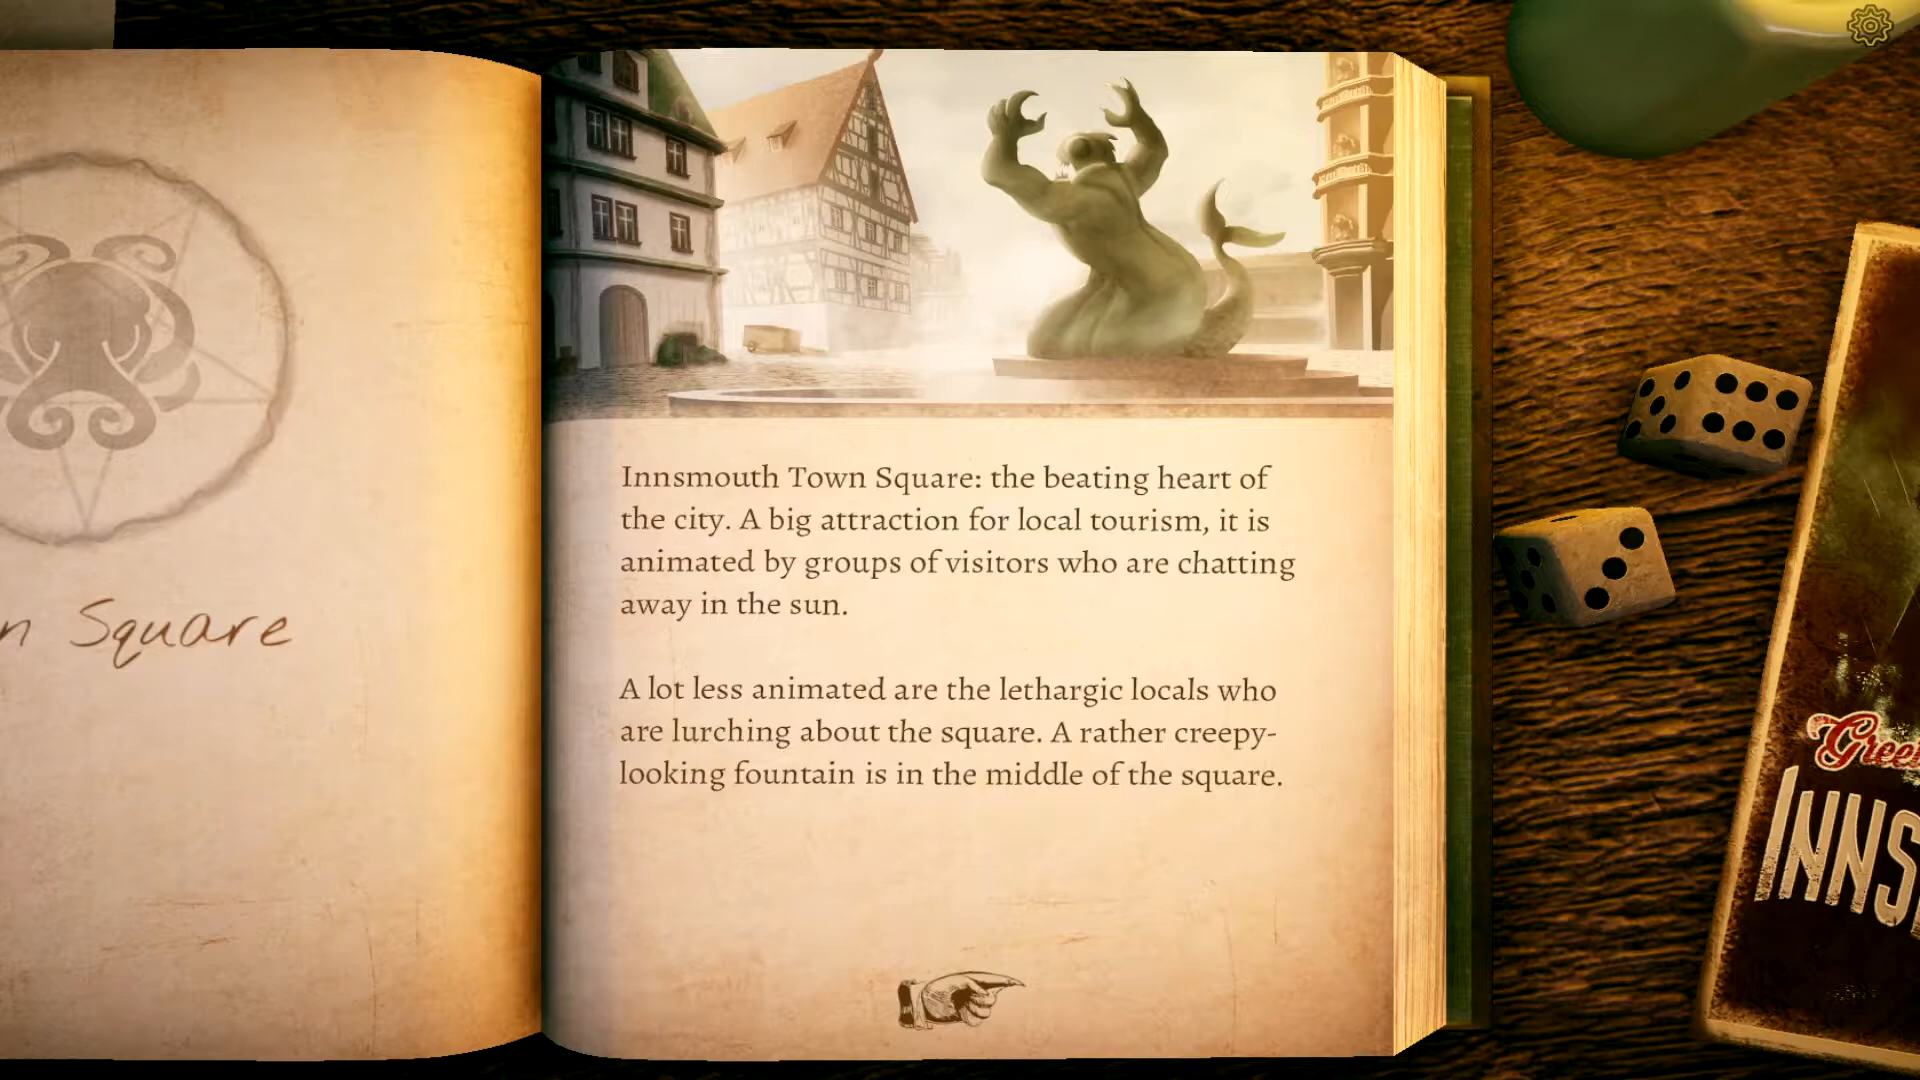 n Square
Innsmouth Town Square: the beating heart of
the city. A big attraction for local tourism, it is
animated by groups of visitors who are chatting
away in the sun.
A lot less animated are the lethargic locals who
are lurching about the square. A rather creepy-
looking fountain is in the middle of the square.
Gree
INNS